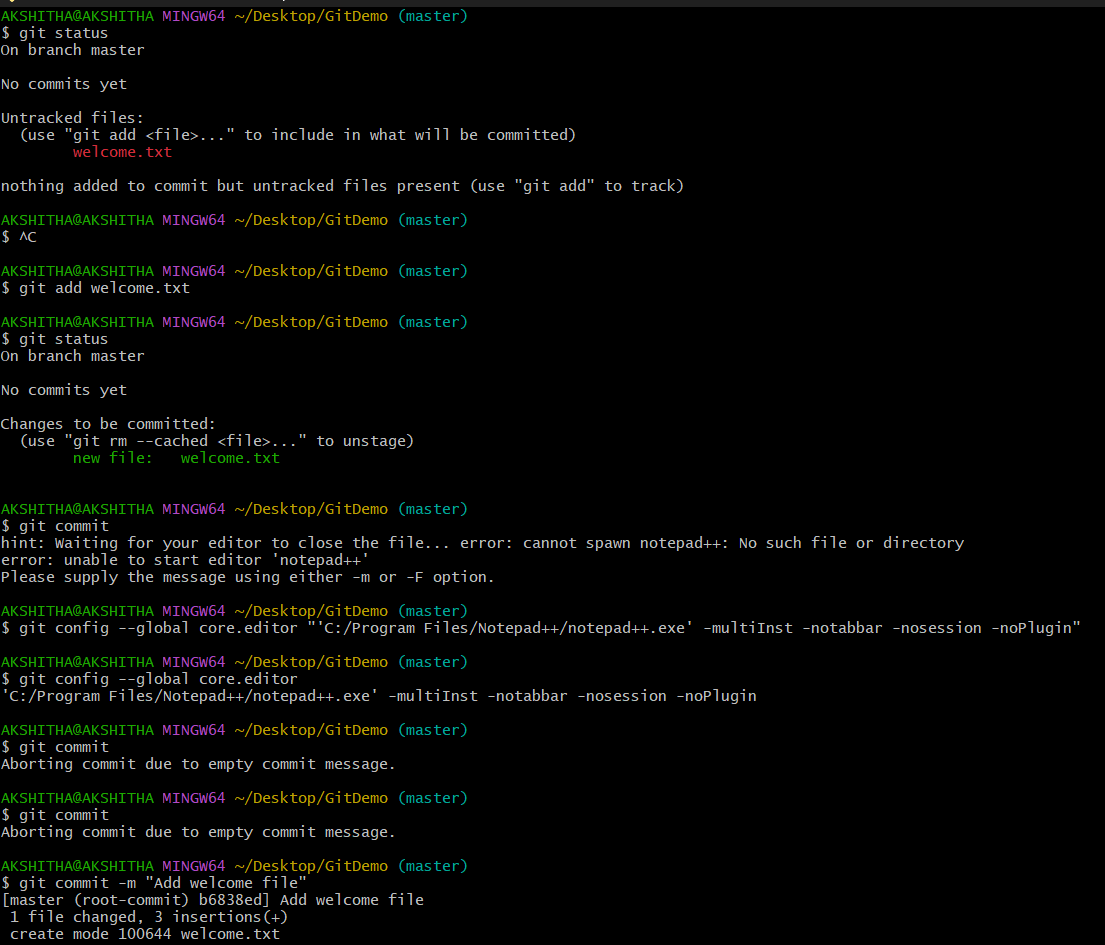 AKSHITHA@AKSHITHA MINGW64 ~/Desktop/GitDemo (master)
$ git status
On branch master

No commits yet

Untracked files:
  (use "git add <file>..." to include in what will be committed)
        welcome.txt

nothing added to commit but untracked files present (use "git add" to track)

AKSHITHA@AKSHITHA MINGW64 ~/Desktop/GitDemo (master)
$ ^C

AKSHITHA@AKSHITHA MINGW64 ~/Desktop/GitDemo (master)
$ git add welcome.txt

AKSHITHA@AKSHITHA MINGW64 ~/Desktop/GitDemo (master)
$ git status
On branch master

No commits yet

Changes to be committed:
  (use "git rm --cached <file>..." to unstage)
        new file:   welcome.txt


AKSHITHA@AKSHITHA MINGW64 ~/Desktop/GitDemo (master)
$ git commit
hint: Waiting for your editor to close the file... error: cannot spawn notepad++: No such file or directory
error: unable to start editor 'notepad++'
Please supply the message using either -m or -F option.

AKSHITHA@AKSHITHA MINGW64 ~/Desktop/GitDemo (master)
$ git config --global core.editor "'C:/Program Files/Notepad++/notepad++.exe' -multiInst -notabbar -nosession -noPlugin"

AKSHITHA@AKSHITHA MINGW64 ~/Desktop/GitDemo (master)
$ git config --global core.editor
'C:/Program Files/Notepad++/notepad++.exe' -multiInst -notabbar -nosession -noPlugin

AKSHITHA@AKSHITHA MINGW64 ~/Desktop/GitDemo (master)
$ git commit
Aborting commit due to empty commit message.

AKSHITHA@AKSHITHA MINGW64 ~/Desktop/GitDemo (master)
$ git commit
Aborting commit due to empty commit message.

AKSHITHA@AKSHITHA MINGW64 ~/Desktop/GitDemo (master)
$ git commit -m "Add welcome file"
[master (root-commit) b6838ed] Add welcome file
 1 file changed, 3 insertions(+)
 create mode 100644 welcome.txt